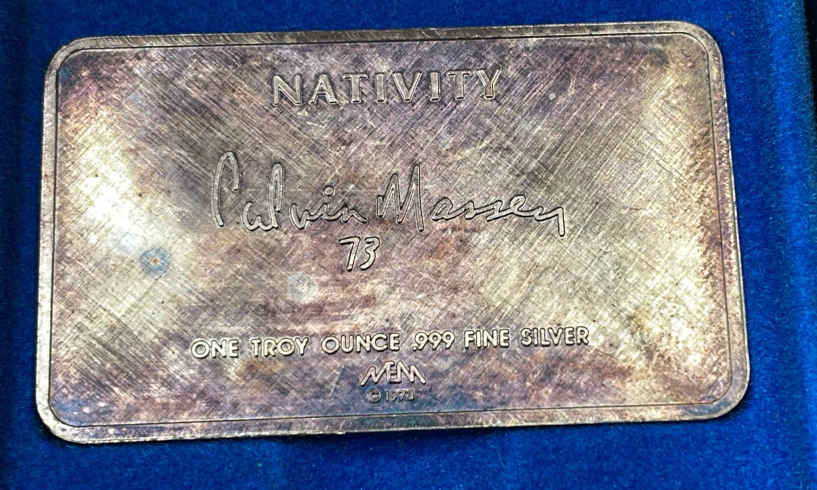 NATIVITY
Calvin Massey
73
ONE TROY OUNCE .999 FINE SILVER
MEM
© 1973